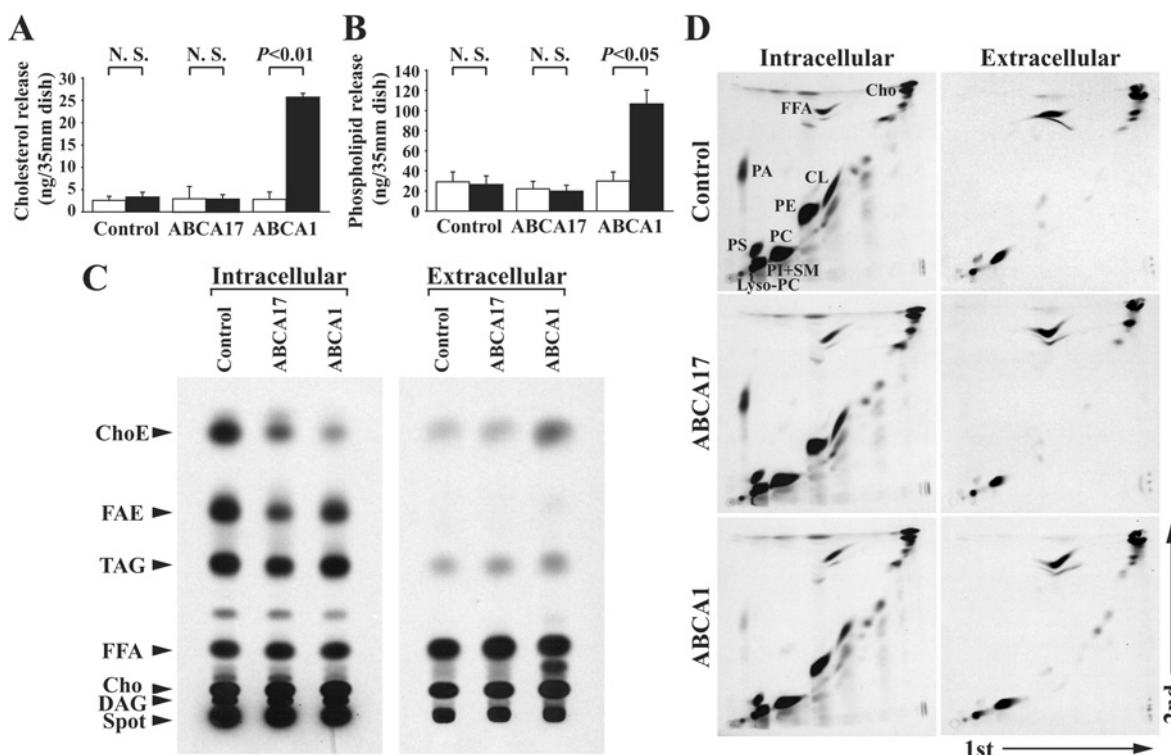 A
N. S.
N. S.
P<0.01
Cholesterol release
(ng/35mm dish)
30
25
20
15
10
5
0
Control
ABCA17
ABCA1
B
N. S.
N. S.
P<0.05
Phospholipid release
(ng/35mm dish)
140
120
100
80
60
40
20
0
Control
ABCA17
ABCA1
C
Intracellular
Extracellular
Control
ABCA17
ABCA1
Control
ABCA17
ABCA1
ChoE
FAE
TAG
FFA
Cho
DAG
Spot
D
Intracellular
Extracellular
Control
Cho
FFA
PA
CL
PE
PS
PC
PI+SM
Lyso-PC
ABCA17
ABCA1
2nd
1st